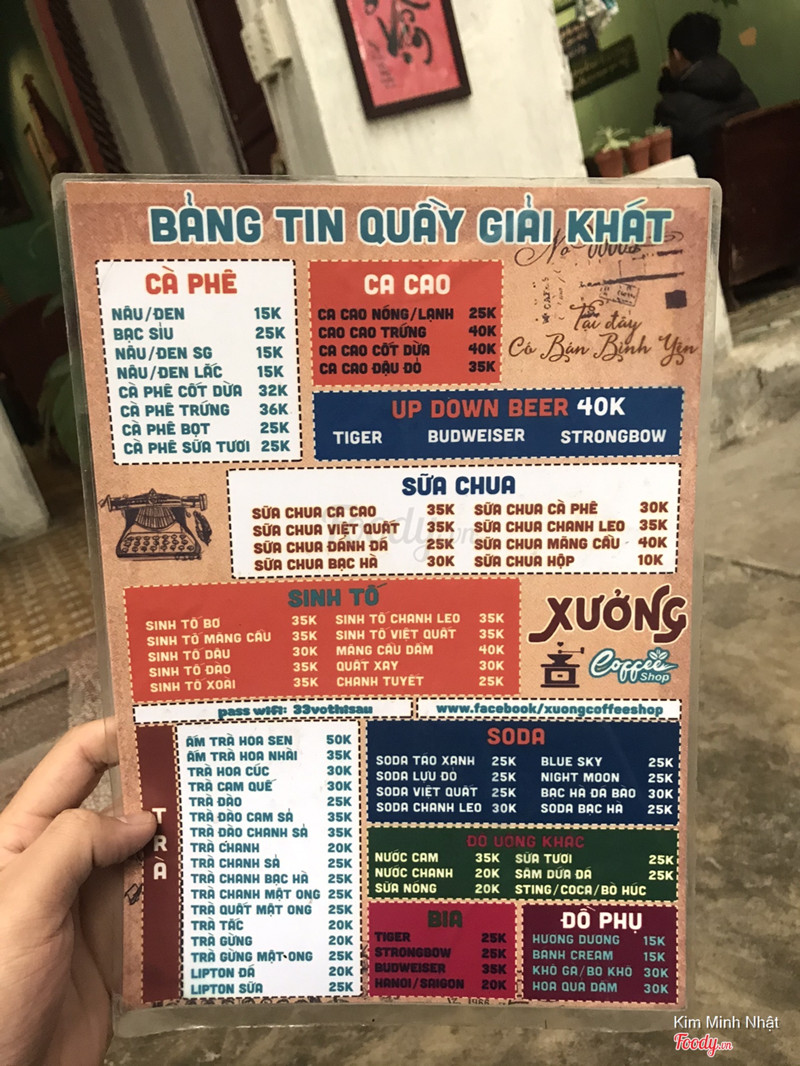 BẢNG TIN QUẦY GIẢI KHÁT
No
CÀ PHÊ
NÂU/ĐEN 15K
BẠC SỈU 25K
NÂU/ĐEN SG 15K
NÂU/ĐEN LẮC 15K
CÀ PHÊ CỐT DỪA 32K
CÀ PHÊ TRỨNG 36K
CÀ PHÊ BỌT 25K
CÀ PHÊ SỮA TƯƠI 25K
CA CAO
CA CAO NÓNG/LẠNH 25K
CAO CAO TRỨNG 40K
CA CAO CỐT DỪA 40K
CA CAO ĐẬU ĐỎ 35K
Tại đây
Cô Bán Bình Yên
UP DOWN BEER 40K
TIGER BUDWEISER STRONGBOW
SỮA CHUA
SỮA CHUA CA CAO 35K SỮA CHUA CÀ PHÊ 30K
SỮA CHUA VIỆT QUẤT 35K SỮA CHUA CHANH LEO 35K
SỮA CHUA ĐÁNH ĐÁ 25K SỮA CHUA MÃNG CẦU 40K
SỮA CHUA BẠC HÀ 30K SỮA CHUA HỘP 10K
SINH TỐ
SINH TỐ BƠ 35K SINH TỐ CHANH LEO 35K
SINH TỐ MÃNG CẦU 35K SINH TỐ VIỆT QUẤT 35K
SINH TỐ DÂU 30K MÃNG CẦU DẦM 40K
SINH TỐ ĐÀO 35K QUẤT XAY 30K
SINH TỐ XOÀI 35K CHANH TUYẾT 25K
XƯỞNG
Coffee
Shop
pass wifi: 33vothisau
www.facebook/xuongcoffeeshop
TRÀ
ẤM TRÀ HOA SEN 50K
ẤM TRÀ HOA NHÀI 35K
TRÀ HOA CÚC 30K
TRÀ CAM QUẾ 30K
TRÀ ĐÀO 25K
TRÀ ĐÀO CAM SẢ 35K
TRÀ ĐÀO CHANH SẢ 35K
TRÀ CHANH 20K
TRÀ CHANH SẢ 25K
TRÀ CHANH BẠC HÀ 25K
TRÀ CHANH MẬT ONG 25K
TRÀ QUẤT MẬT ONG 25K
TRÀ TẮC 20K
TRÀ GỪNG 20K
TRÀ GỪNG MẬT ONG 25K
LIPTON ĐÁ 20K
LIPTON SỮA 25K
SODA
SODA TÁO XANH 25K BLUE SKY 25K
SODA LỰU ĐỎ 25K NIGHT MOON 25K
SODA VIỆT QUẤT 25K BẠC HÀ ĐÁ BÀO 30K
SODA CHANH LEO 30K SODA BẠC HÀ 25K
ĐỒ UỐNG KHÁC
NƯỚC CAM 35K SỮA TƯƠI 25K
NƯỚC CHANH 20K SÂM DỨA ĐÁ 25K
SỮA NÓNG 20K STING/COCA/BÒ HÚC
BIA
TIGER 25K
STRONGBOW 25K
BUDWEISER 35K
HANOI/SAIGON 20K
ĐỒ PHỤ
HƯỚNG DƯƠNG 15K
BÁNH CREAM 15K
KHÔ GÀ/BÒ KHÔ 30K
HOA QUẢ DẦM 30K
Foody.vn
Kim Minh Nhật
Foody.vn